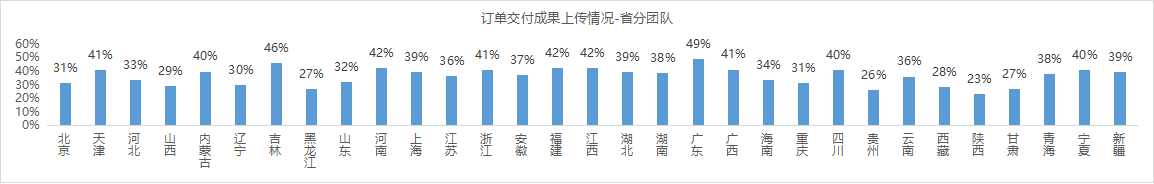 订单交付成果上传情况-省分团队
60%
50%
40%
30%
20%
10%
0%
31%
41%
33%
29%
40%
30%
46%
27%
32%
42%
39%
36%
41%
37%
42%
42%
39%
38%
49%
41%
34%
31%
40%
26%
36%
28%
23%
27%
38%
40%
39%
北京
天津
河北
山西
内蒙古
辽宁
吉林
黑龙江
山东
河南
上海
江苏
浙江
安徽
福建
江西
湖北
湖南
广东
广西
海南
重庆
四川
贵州
云南
西藏
陕西
甘肃
青海
宁夏
新疆